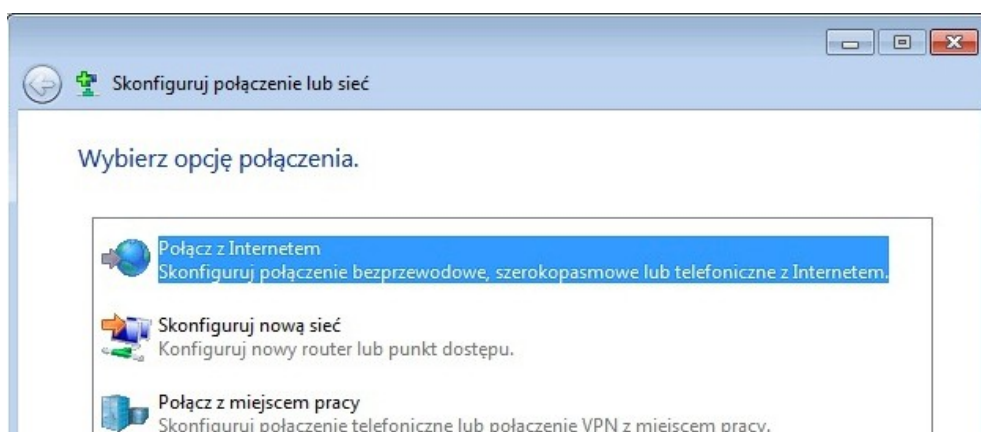 Skonfiguruj połączenie lub sieć
Wybierz opcję połączenia.
Połącz z Internetem
Skonfiguruj połączenie bezprzewodowe, szerokopasmowe lub telefoniczne z Internetem.
Skonfiguruj nową sieć
Konfiguruj nowy router lub punkt dostępu.
Połącz z miejscem pracy
Skonfiguruj połączenie telefoniczne lub połączenie VPN z miejscem pracy.